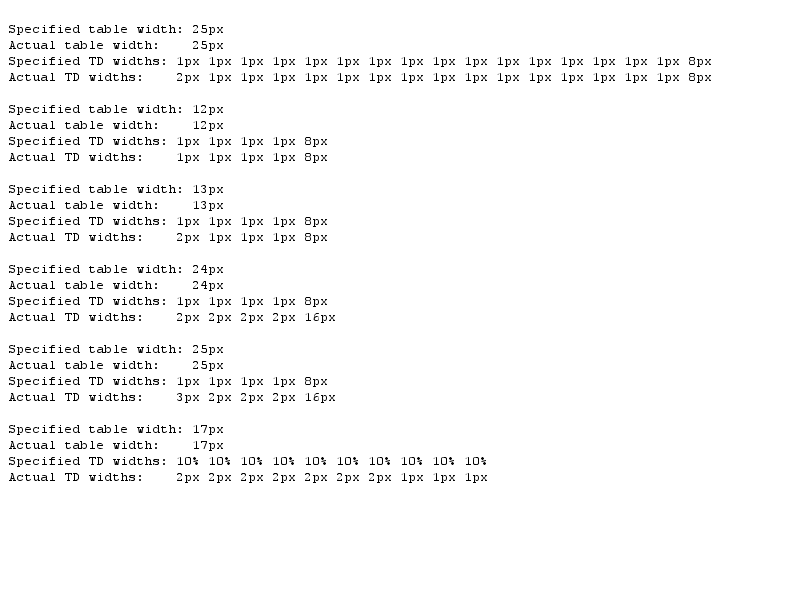 Specified table width: 25px
Actual table width:    25px
Specified TD widths: 1px 1px 1px 1px 1px 1px 1px 1px 1px 1px 1px 1px 1px 1px 1px 1px 8px
Actual TD widths:    2px 1px 1px 1px 1px 1px 1px 1px 1px 1px 1px 1px 1px 1px 1px 1px 8px
Specified table width: 12px
Actual table width:    12px
Specified TD widths: 1px 1px 1px 1px 8px
Actual TD widths:    1px 1px 1px 1px 8px
Specified table width: 13px
Actual table width:    13px
Specified TD widths: 1px 1px 1px 1px 8px
Actual TD widths:    2px 1px 1px 1px 8px
Specified table width: 24px
Actual table width:    24px
Specified TD widths: 1px 1px 1px 1px 8px
Actual TD widths:    2px 2px 2px 2px 16px
Specified table width: 25px
Actual table width:    25px
Specified TD widths: 1px 1px 1px 1px 8px
Actual TD widths:    3px 2px 2px 2px 16px
Specified table width: 17px
Actual table width:    17px
Specified TD widths: 10% 10% 10% 10% 10% 10% 10% 10% 10% 10%
Actual TD widths:    2px 2px 2px 2px 2px 2px 2px 1px 1px 1px